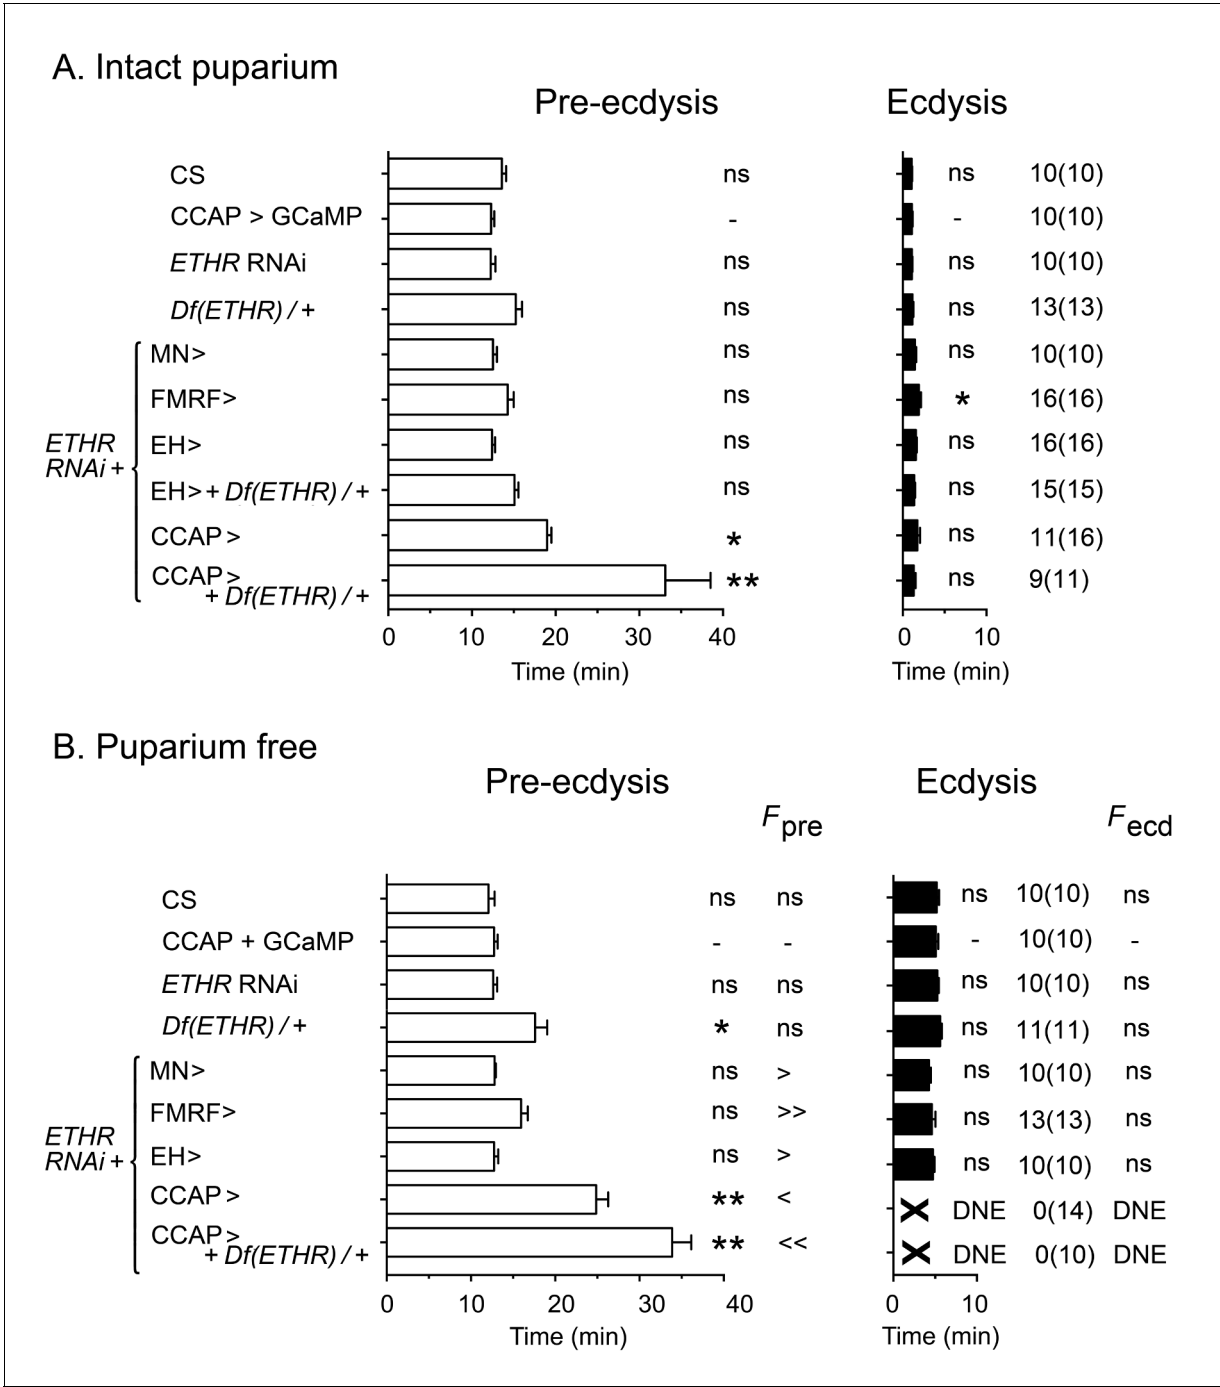 A. Intact puparium
Pre-ecdysis Ecdysis
CS ns ns 10(10)
CCAP > GCaMP - - 10(10)
ETHR RNAi ns ns 10(10)
Df(ETHR) / + ns ns 13(13)
MN> ns ns 10(10)
FMRF> ns * 16(16)
ETHR
RNAi +
EH> ns ns 16(16)
EH> + Df(ETHR) / + ns ns 15(15)
CCAP > * ns 11(16)
CCAP > ** ns 9(11)
+ Df(ETHR) / +
0 10 20 30 40 0 10
Time (min) Time (min)
B. Puparium free
Pre-ecdysis Ecdysis
Fpre Fecd
CS ns ns ns 10(10) ns
CCAP + GCaMP - - - 10(10) -
ETHR RNAi ns ns ns 10(10) ns
Df(ETHR) / + * ns ns 11(11) ns
MN> ns > ns 10(10) ns
FMRF> ns >> ns 13(13) ns
ETHR
RNAi +
EH> ns > ns 10(10) ns
CCAP > ** < X DNE 0(14) DNE
CCAP > ** << X DNE 0(10) DNE
+ Df(ETHR) / +
0 10 20 30 40 0 10
Time (min) Time (min)